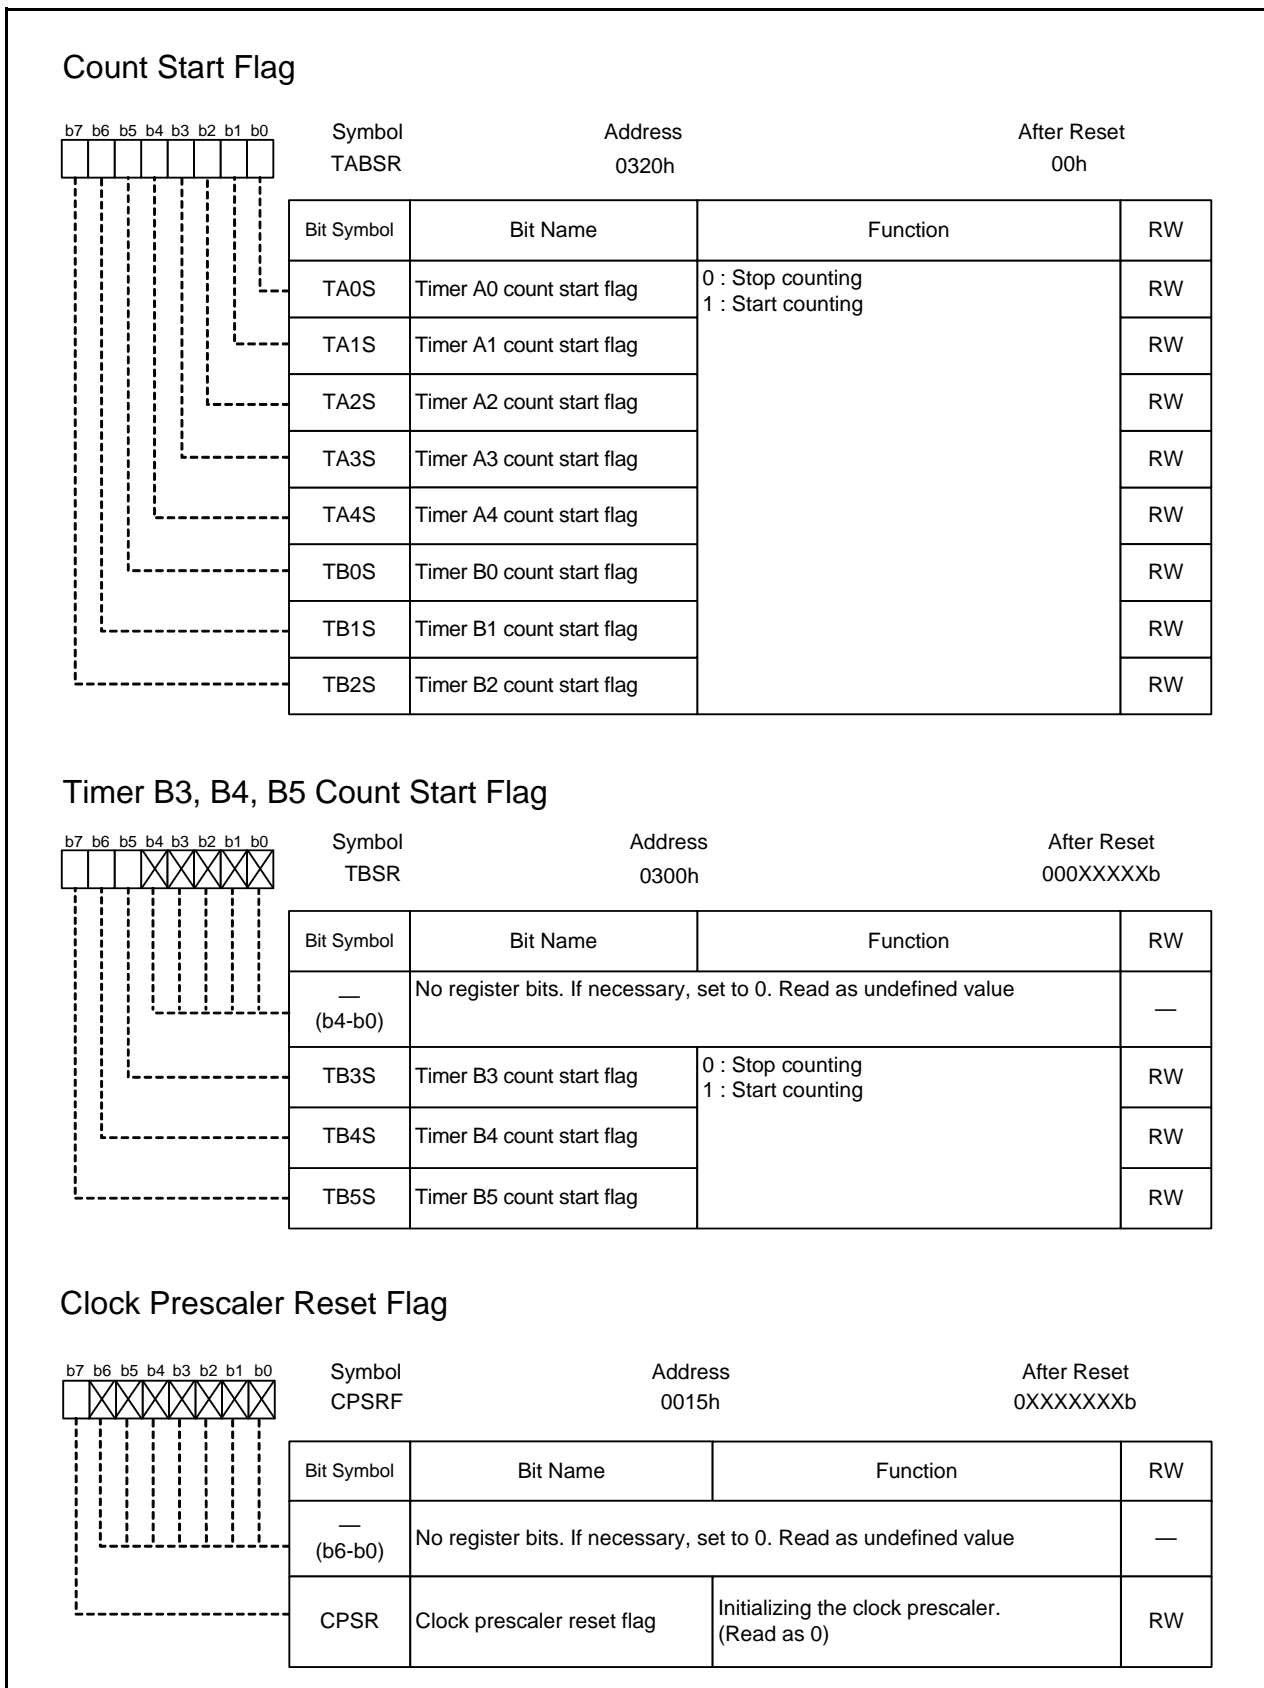 Count Start Flag
b7 b6 b5 b4 b3 b2 b1 b0
Symbol Address After Reset
TABSR 0320h 00h
Bit Symbol Bit Name Function RW
TA0S Timer A0 count start flag 0 : Stop counting
1 : Start counting RW
TA1S Timer A1 count start flag RW
TA2S Timer A2 count start flag RW
TA3S Timer A3 count start flag RW
TA4S Timer A4 count start flag RW
TB0S Timer B0 count start flag RW
TB1S Timer B1 count start flag RW
TB2S Timer B2 count start flag RW
Timer B3, B4, B5 Count Start Flag
b7 b6 b5 b4 b3 b2 b1 b0
Symbol Address After Reset
TBSR 0300h 000XXXXXb
Bit Symbol Bit Name Function RW
—
(b4-b0) No register bits. If necessary, set to 0. Read as undefined value —
TB3S Timer B3 count start flag 0 : Stop counting
1 : Start counting RW
TB4S Timer B4 count start flag RW
TB5S Timer B5 count start flag RW
Clock Prescaler Reset Flag
b7 b6 b5 b4 b3 b2 b1 b0
Symbol Address After Reset
CPSRF 0015h 0XXXXXXXb
Bit Symbol Bit Name Function RW
—
(b6-b0) No register bits. If necessary, set to 0. Read as undefined value —
CPSR Clock prescaler reset flag Initializing the clock prescaler.
(Read as 0) RW